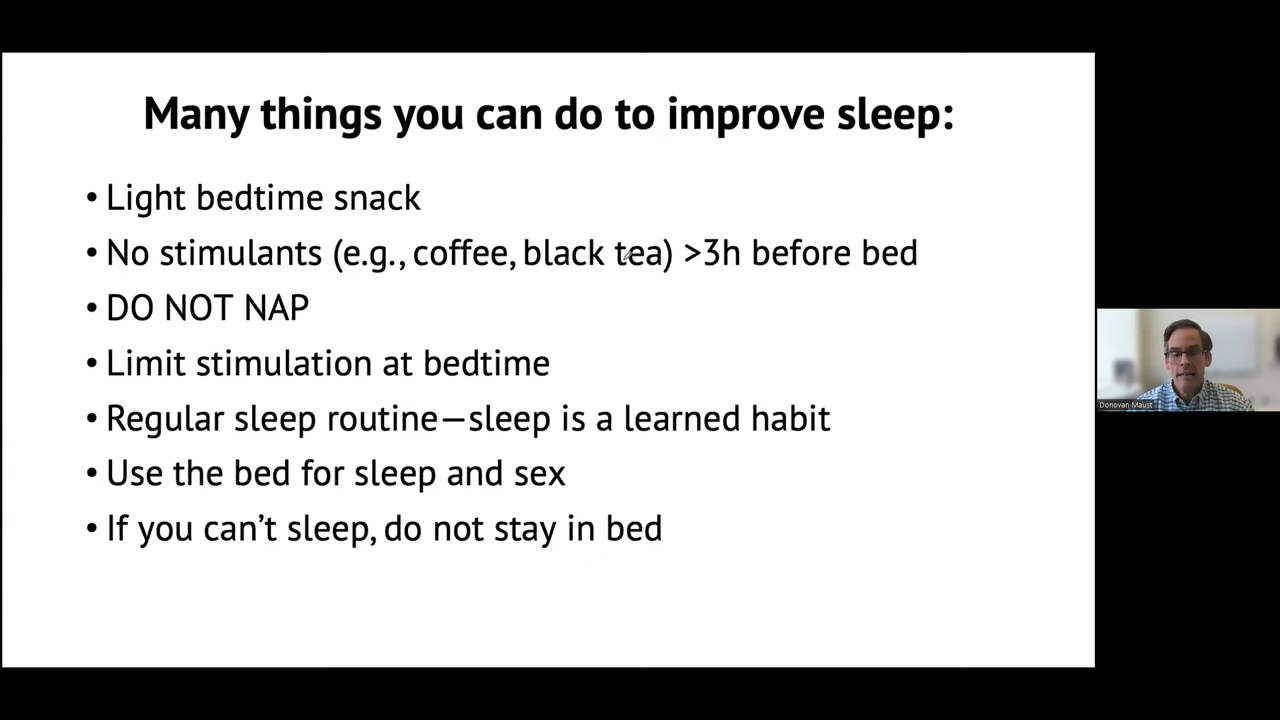 Many things you can do to improve sleep:
• Light bedtime snack
• No stimulants (e.g., coffee, black tea) >3h before bed
• DO NOT NAP
• Limit stimulation at bedtime
• Regular sleep routine—sleep is a learned habit
• Use the bed for sleep and sex
• If you can’t sleep, do not stay in bed
Donovan Maust